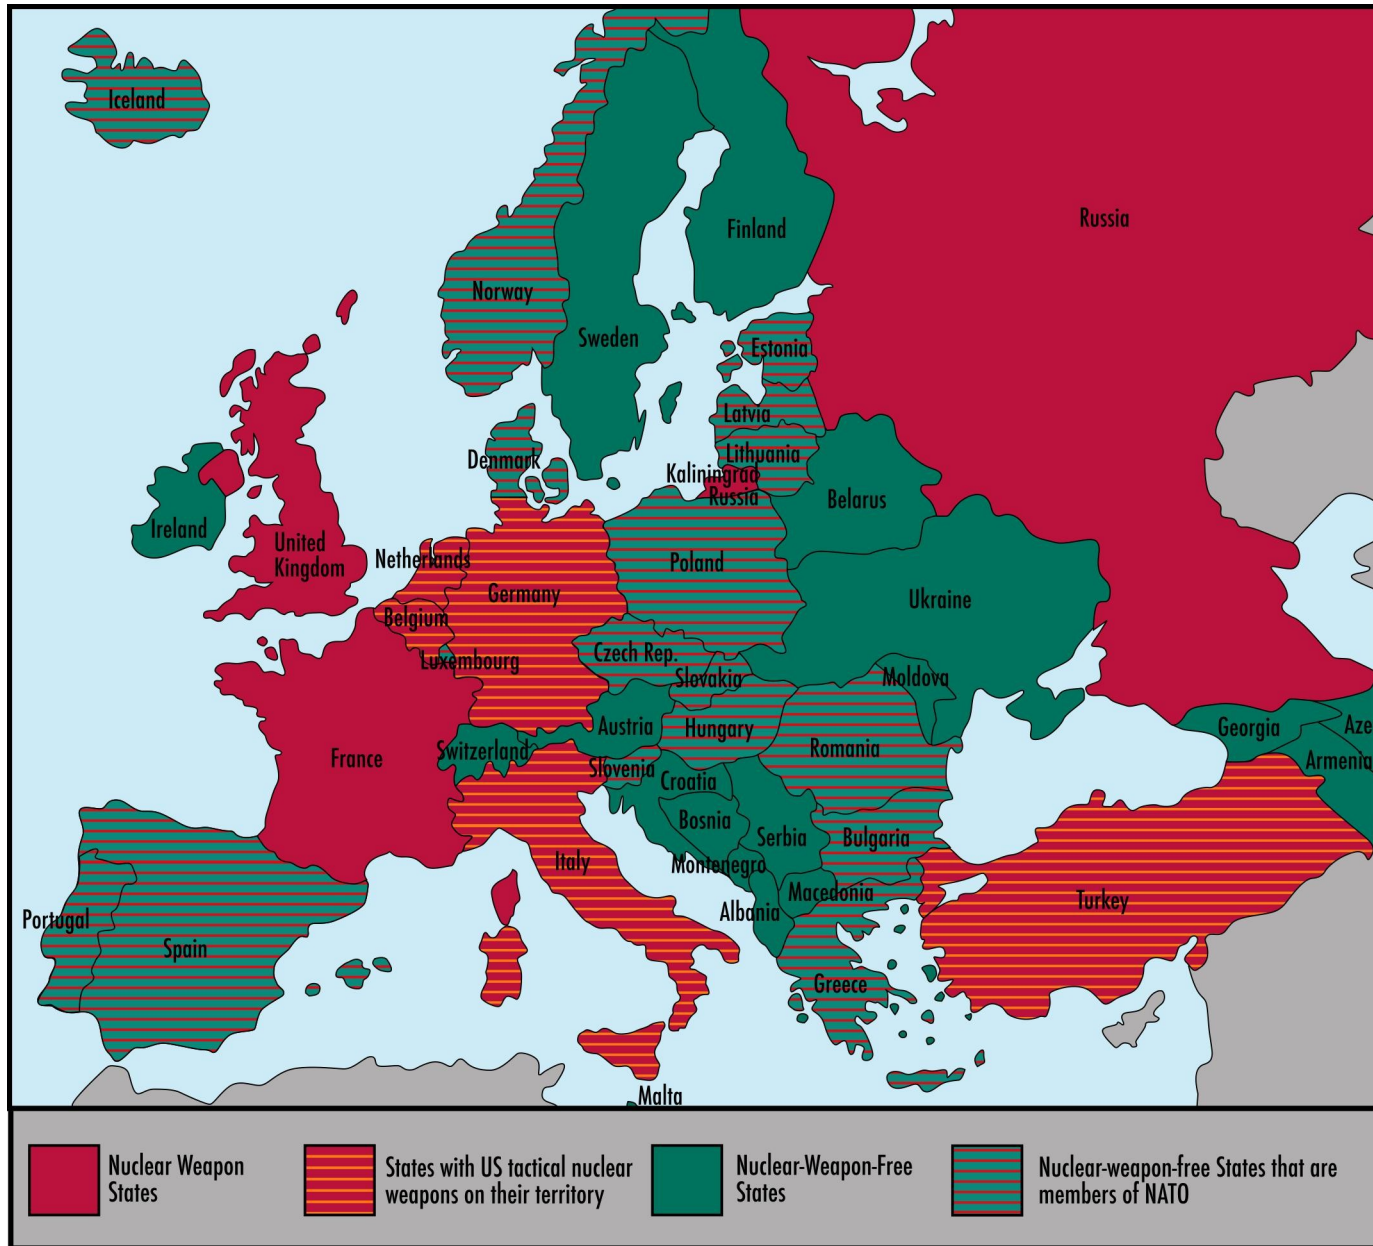 Iceland
Russia
Finland
Norway
Sweden
Estonia
Latvia
Denmark
Lithuania
Kaliningrad
Russia
Belarus
Ireland
United
Kingdom
Netherlands
Poland
Germany
Ukraine
Belgium
Luxembourg
Czech Rep.
Slovakia
Moldova
Austria
Hungary
Georgia
Aze
Switzerland
France
Romania
Armenia
Slovenia
Croatia
Bosnia
Serbia
Bulgaria
Italy
Montenegro
Macedonia
Turkey
Albania
Portugal
Spain
Greece
Malta
Nuclear Weapon
States
States with US tactical nuclear
weapons on their territory
Nuclear-Weapon-Free
States
Nuclear-weapon-free States that are
members of NATO